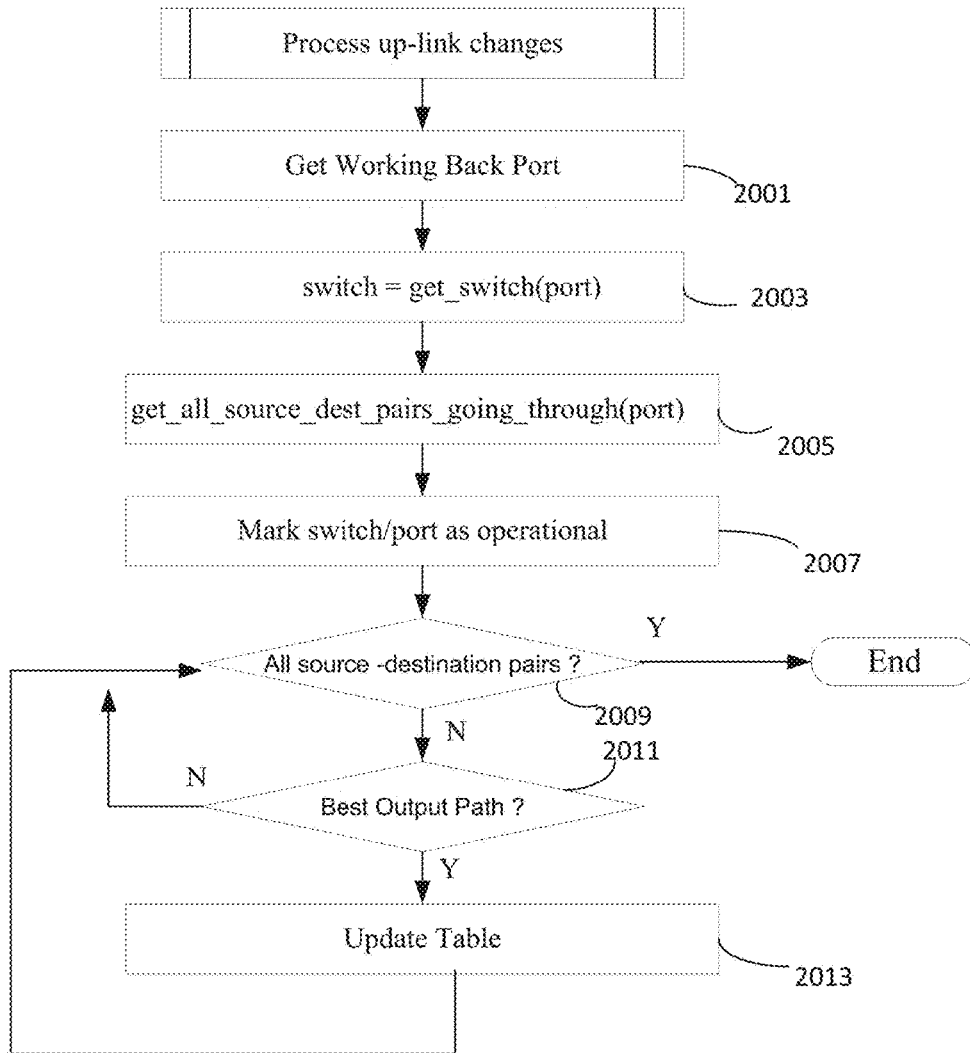 Process up-link changes
Get Working Back Port
2001
switch = get_switch(port)
2003
get_all_source_dest_pairs_going_through(port)
2005
Mark switch/port as operational
2007
Y
All source -destination pairs ?
End
2009
N
2011
N
Best Output Path ?
Y
Update Table
2013